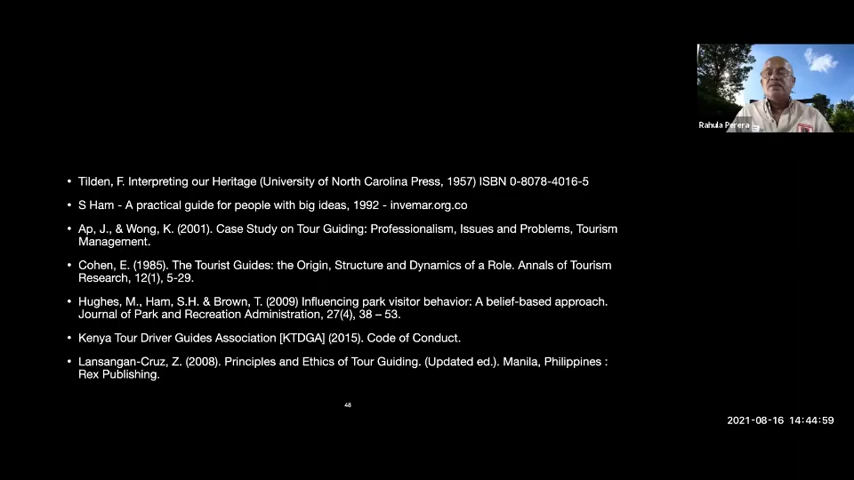 Rahula Perera
• Tilden, F. Interpreting our Heritage (University of North Carolina Press, 1957) ISBN 0-8078-4016-5
• S Ham - A practical guide for people with big ideas, 1992 - invemar.org.co
• Ap, J., & Wong, K. (2001). Case Study on Tour Guiding: Professionalism, Issues and Problems, Tourism
Management.
• Cohen, E. (1985). The Tourist Guides: the Origin, Structure and Dynamics of a Role. Annals of Tourism
Research, 12(1), 5-29.
• Hughes, M., Ham, S.H. & Brown, T. (2009) Influencing park visitor behavior: A belief-based approach.
Journal of Park and Recreation Administration, 27(4), 38 – 53.
• Kenya Tour Driver Guides Association [KTDGA] (2015). Code of Conduct.
• Lansangan-Cruz, Z. (2008). Principles and Ethics of Tour Guiding. (Updated ed.). Manila, Philippines :
Rex Publishing.
48
2021-08-16 14:44:59